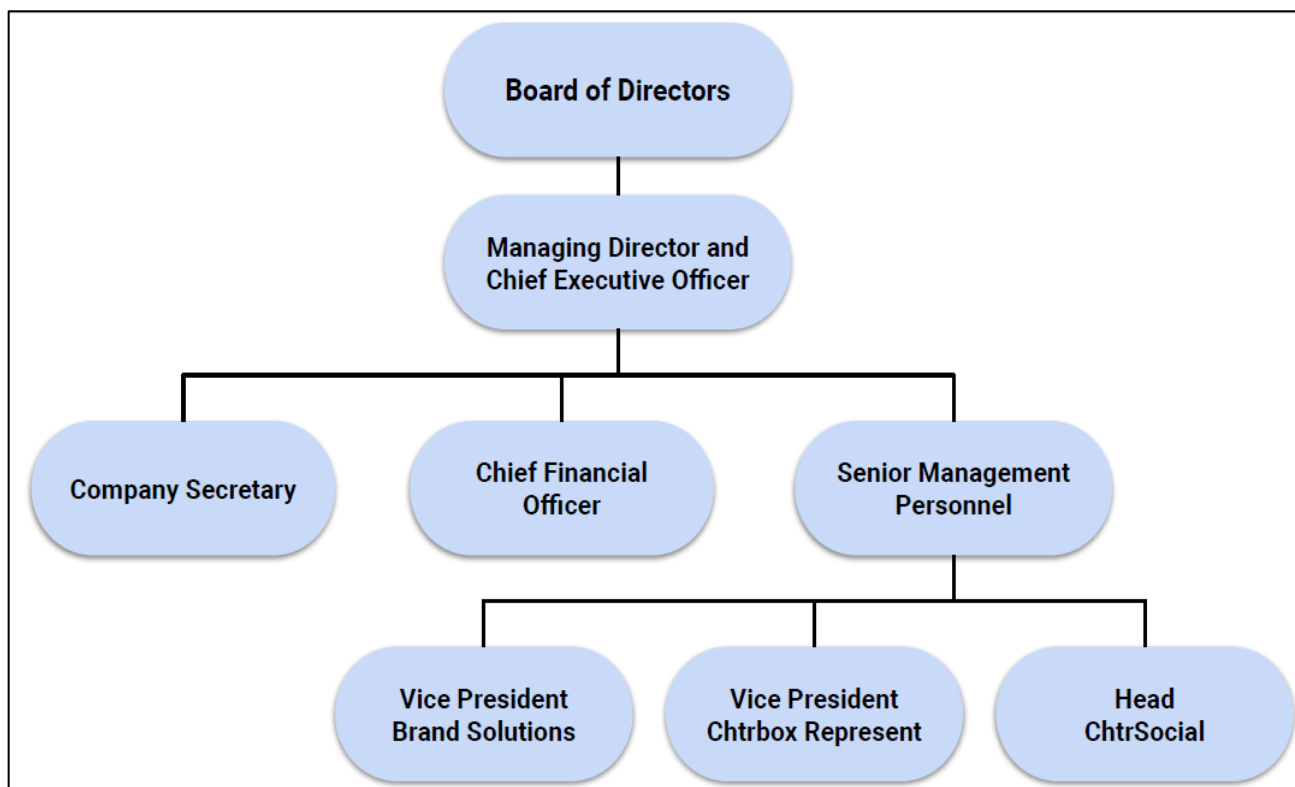 Board of Directors
Managing Director and
Chief Executive Officer
Company Secretary
Chief Financial
Officer
Senior Management
Personnel
Vice President
Brand Solutions
Vice President
Chtrbox Represent
Head
ChtrSocial